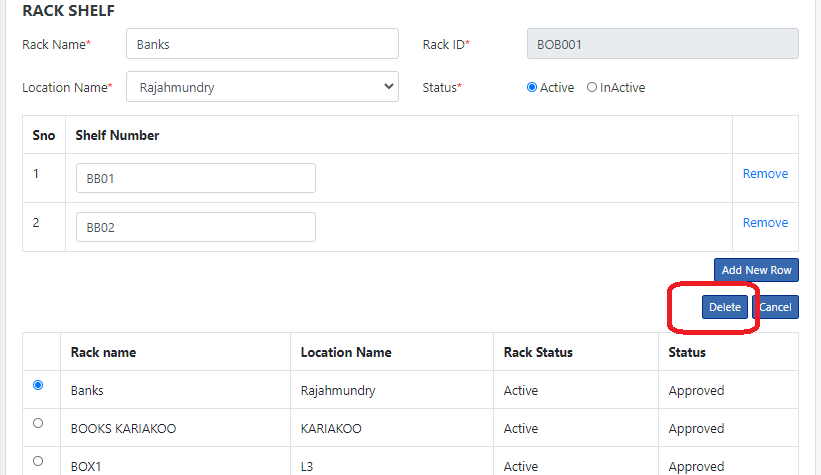 RACK SHELF
Rack Name* Banks Rack ID* BOB001
Location Name* Rajahmundry Status* Active InActive
Sno Shelf Number
1 BB01 Remove
2 BB02 Remove
Add New Row
Delete Cancel
Rack name Location Name Rack Status Status
Banks Rajahmundry Active Approved
BOOKS KARIAKOO KARIAKOO Active Approved
BOX1 L3 Active Approved